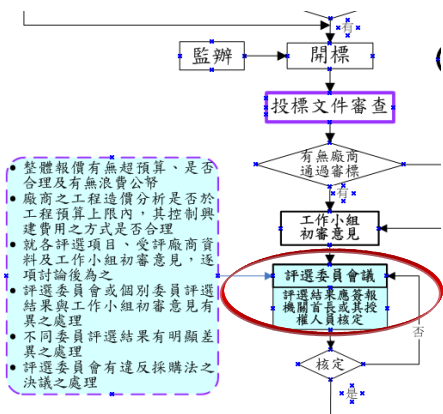 有
監辦
開標
投標文件審查
有無廠商
通過審標
有
工作小組
初審意見
評選委員會議
評選結果應簽報
機關首長或其授
權人員核定
否
核定
是
• 整體報價有無超預算、是否
合理及有無浪費公帑
• 廠商之工程造價分析是否於
工程預算上限內，其控制興
建費用之方式是否合理
• 就各評選項目、受評廠商資
料及工作小組初審意見，逐
項討論後為之
• 評選委員會或個別委員評選
結果與工作小組初審意見有
異之處理
• 不同委員評選結果有明顯差
異之處理
• 評選委員會有違反採購法之
決議之處理